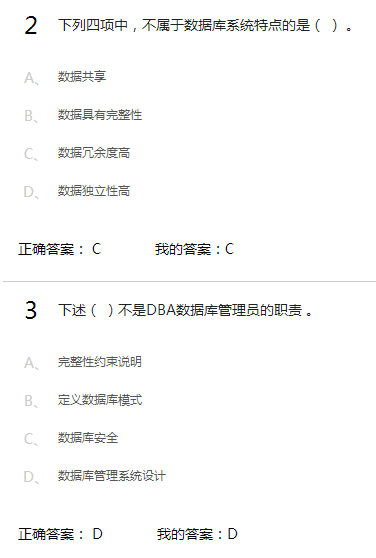 2 下列四项中，不属于数据库系统特点的是（ ）。
A、 数据共享
B、 数据具有完整性
C、 数据冗余度高
D、 数据独立性高
正确答案： C 我的答案：C
3 下述（ ）不是DBA数据库管理员的职责 。
A、 完整性约束说明
B、 定义数据库模式
C、 数据库安全
D、 数据库管理系统设计
正确答案： D 我的答案：D